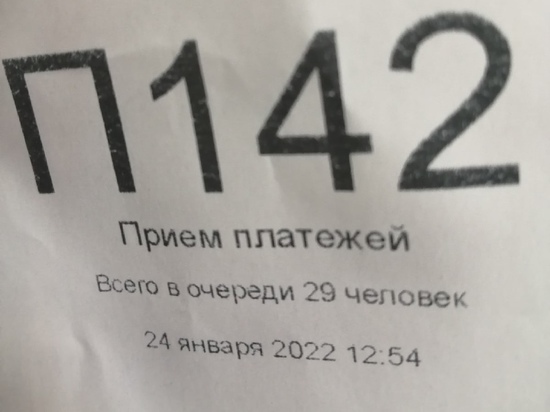 П142
Прием платежей
Всего в очереди 29 человек
24 января 2022 12:54